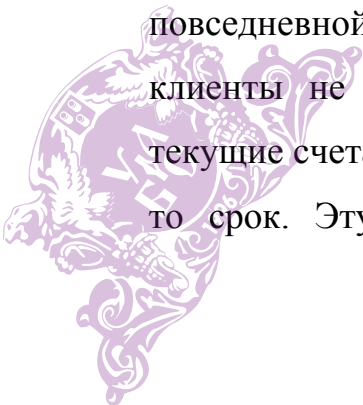 повседневной
клиенты не
текущие счета
то срок. Эту